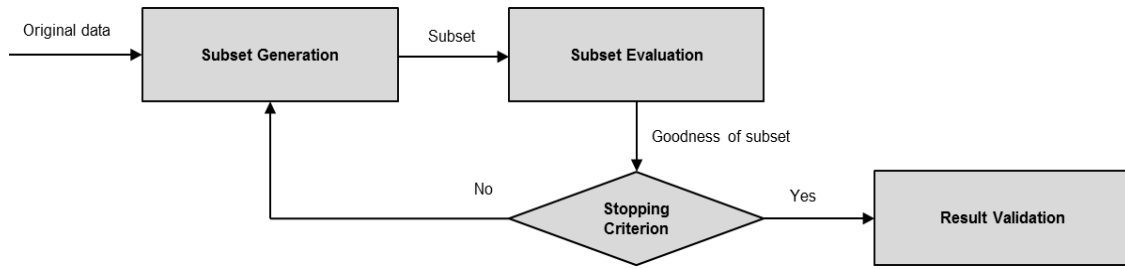 Original data
Subset Generation
Subset
Subset Evaluation
Goodness of subset
No
Stopping
Criterion
Yes
Result Validation